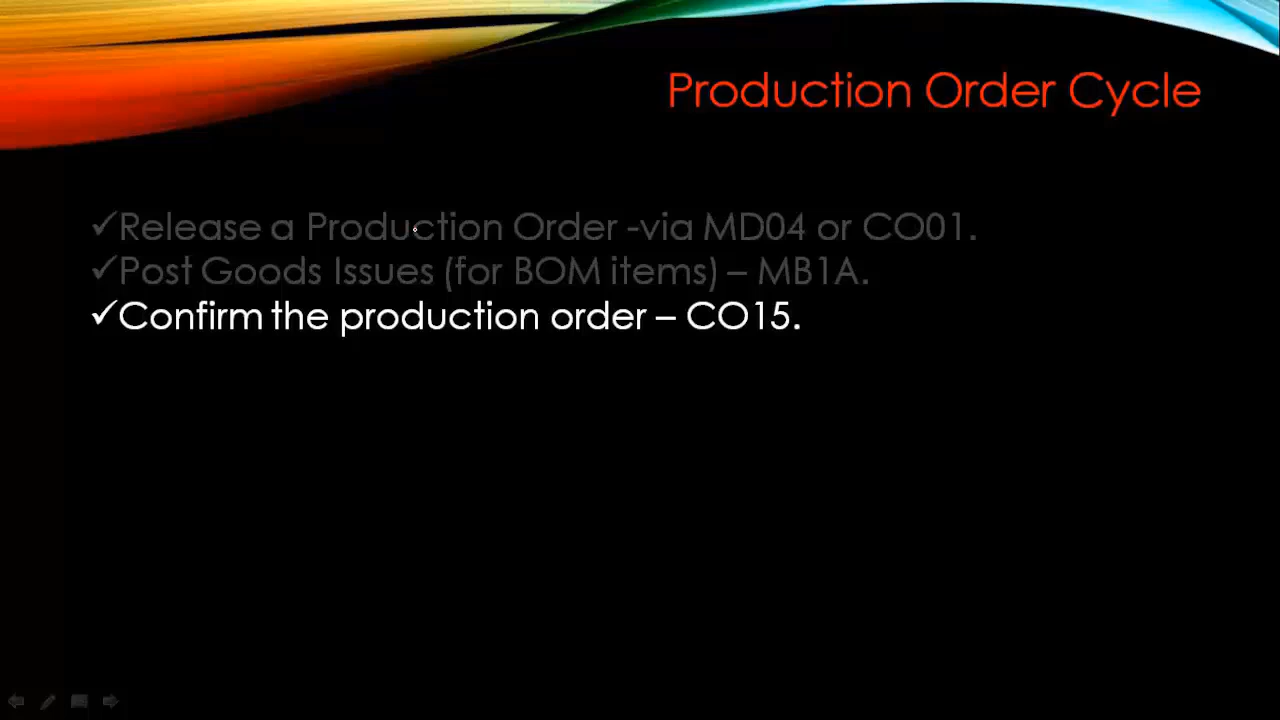 Production Order Cycle
✓Release a Production Order -via MD04 or CO01.
✓Post Goods Issues (for BOM items) – MB1A.
✓Confirm the production order – CO15.